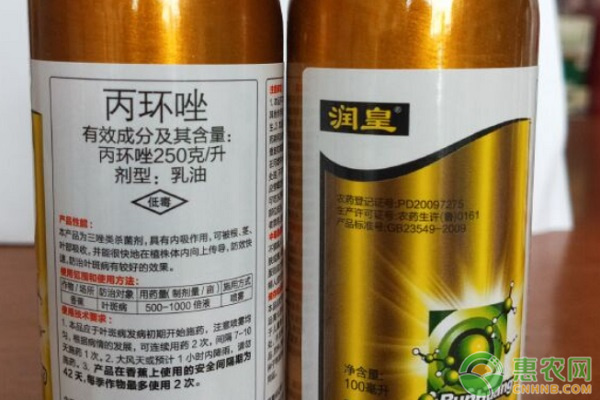 丙环唑
有效成分及其含量：
丙环唑250克/升
剂型：乳油
低毒
产品性能：
本产品为三唑类杀菌剂，具有内吸作用，可被根、茎、
叶部吸收，并能很快地在植株体内向上传导，防效快
速，防治叶斑病有较好的效果。
使用范围和使用方法：
作物/场所 防治对象 用药量（制剂量/亩） 施用方式
香蕉 叶斑病 500-1000倍液 喷雾
使用技术要求：
1. 本品应于叶斑病发病初期开始施药，注意喷雾均
匀，根据病情的发展，可连续用药2次，间隔7-10
天施药1次。2. 大风天或预计1小时内降雨，请勿
施药。3. 产品在香蕉上使用的安全间隔期为
42天，每季作物最多使用2次。
润皇®
农药登记证号：PD20097275
生产许可证号：农药生许（鲁）0161
产品标准号：GB23549-2009
净含量：
100毫升
Runhuang
惠农网
CNHNB.COM